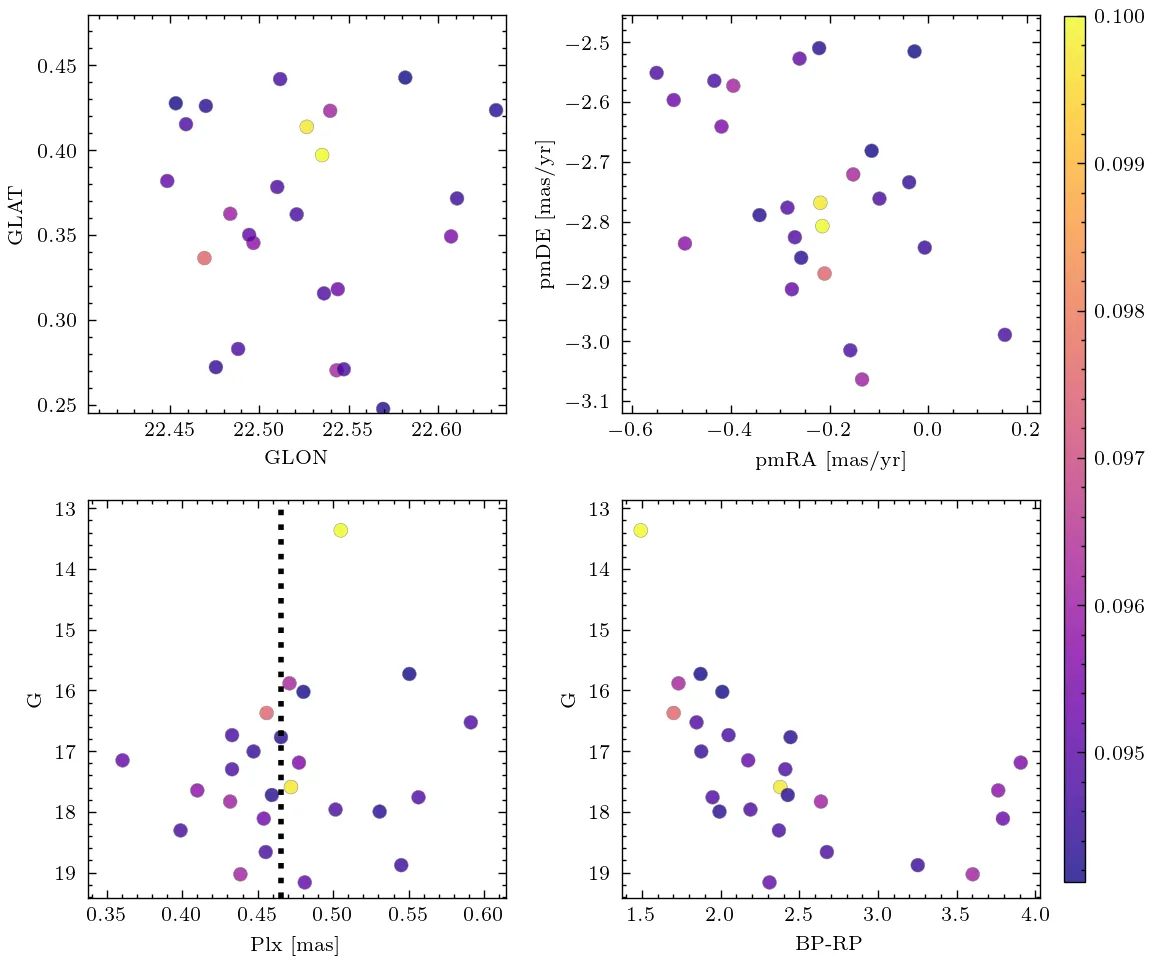 0.45
0.40
0.35
0.30
0.25
GLAT
22.45 22.50 22.55 22.60
GLON
−2.5
−2.6
−2.7
−2.8
−2.9
−3.0
−3.1
pmDE [mas/yr]
−0.6 −0.4 −0.2 0.0 0.2
pmRA [mas/yr]
13
14
15
16
17
18
19
G
0.35 0.40 0.45 0.50 0.55 0.60
Plx [mas]
13
14
15
16
17
18
19
G
1.5 2.0 2.5 3.0 3.5 4.0
BP-RP
0.100
0.099
0.098
0.097
0.096
0.095